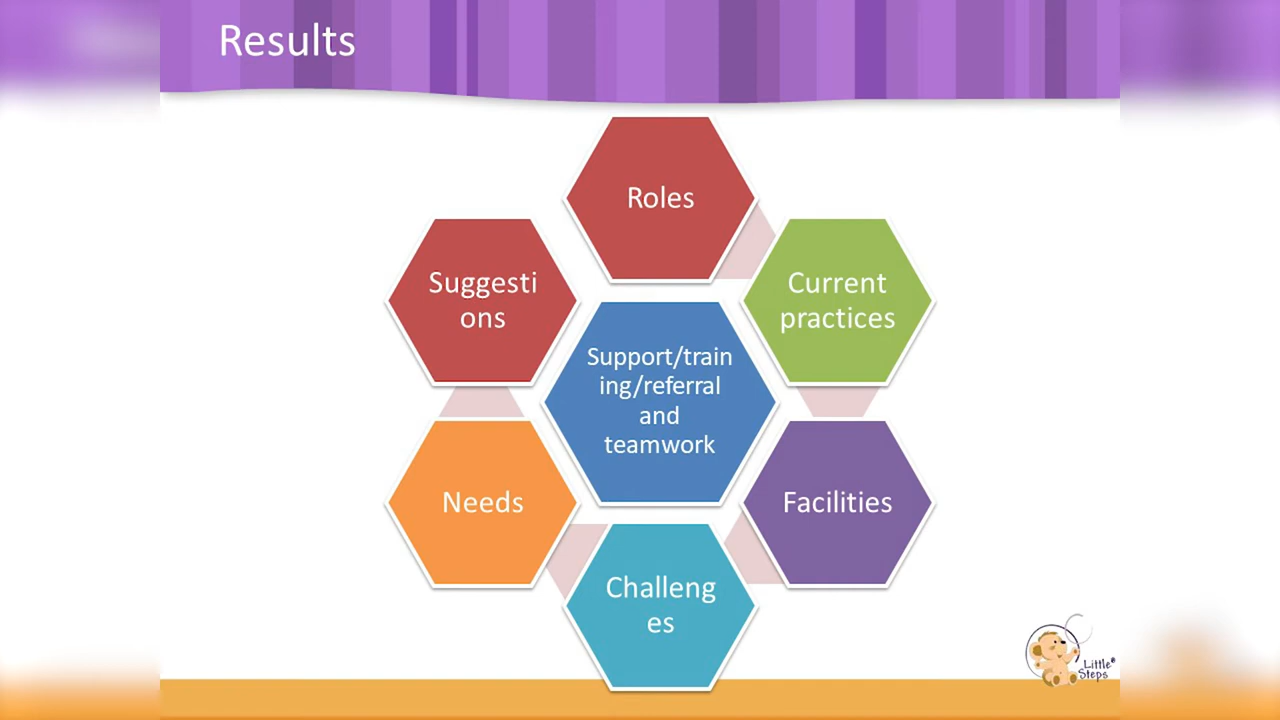 Results
Roles
Current
practices
Facilities
Challeng
es
Needs
Suggesti
ons
Support/train
ing/referral
and
teamwork
Little®
Steps